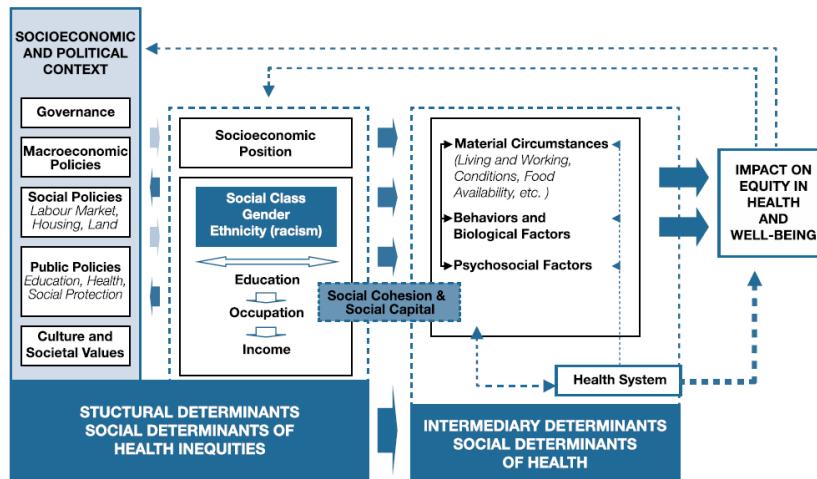 SOCIOECONOMIC
AND POLITICAL
CONTEXT
Governance
Macroeconomic
Policies
Social Policies
Labour Market,
Housing, Land
Public Policies
Education, Health,
Social Protection
Culture and
Societal Values
Socioeconomic
Position
Social Class
Gender
Ethnicity (racism)
Education
Occupation
Income
Social Cohesion &
Social Capital
Material Circumstances
(Living and Working,
Conditions, Food
Availability, etc. )
Behaviors and
Biological Factors
Psychosocial Factors
Health System
IMPACT ON
EQUITY IN
HEALTH
AND
WELL-BEING
STUCTURAL DETERMINANTS
SOCIAL DETERMINANTS OF
HEALTH INEQUITIES
INTERMEDIARY DETERMINANTS
SOCIAL DETERMINANTS
OF HEALTH